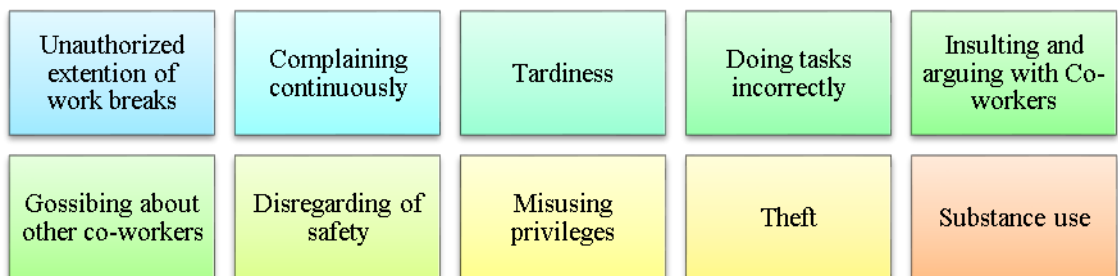 Unauthorized
extention of
work breaks
Complaining
continuously
Tardiness
Doing tasks
incorrectly
Insulting and
arguing with Co-
workers
Gossibing about
other co-workers
Disregarding of
safety
Misusing
privileges
Theft
Substance use